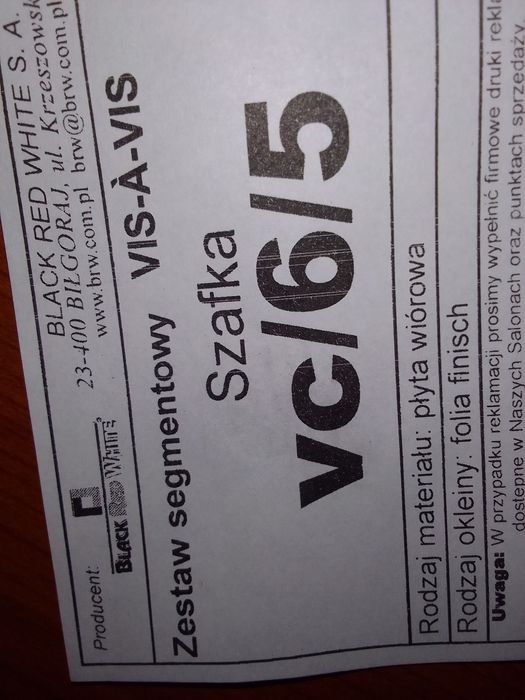 Producent:
BLACK RED WHITE
BLACK RED WHITE S. A.
23-400 BIŁGORAJ, ul.
www.brw.com.pl brw@brw.com.pl
Zestaw segmentowy VIS-À-VIS
Szafka
vc/6/5
Rodzaj materiału: płyta wiórowa
Rodzaj okleiny: folia finisch
Uwaga: W przypadku reklamacji prosimy wypełnić firmowe druki
dostępne w Naszych Salonach oraz punktach sprzedaży